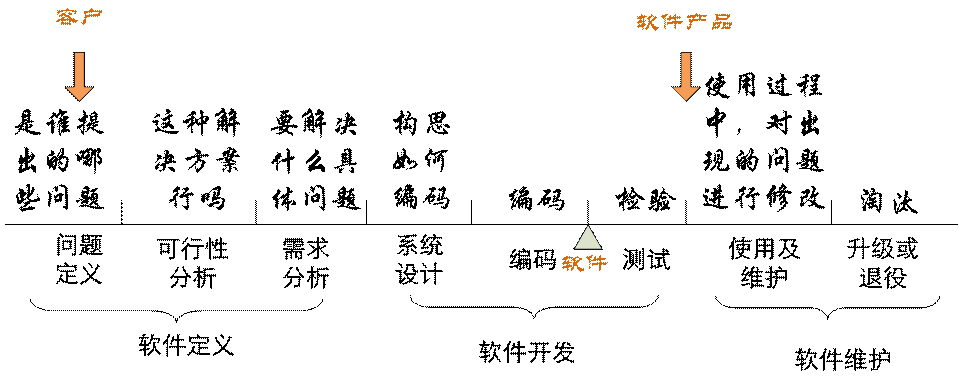 客户
软件产品
是谁提
出的哪
些问题
这种解
决方案
行吗
要解决
什么具
体问题
构思
如何
编码
编码
检验
使用过程
中，对出
现的问题
进行修改
淘汰
问题
定义
可行性
分析
需求
分析
系统
设计
编码
软件
测试
使用及
维护
升级或
退役
软件定义
软件开发
软件维护